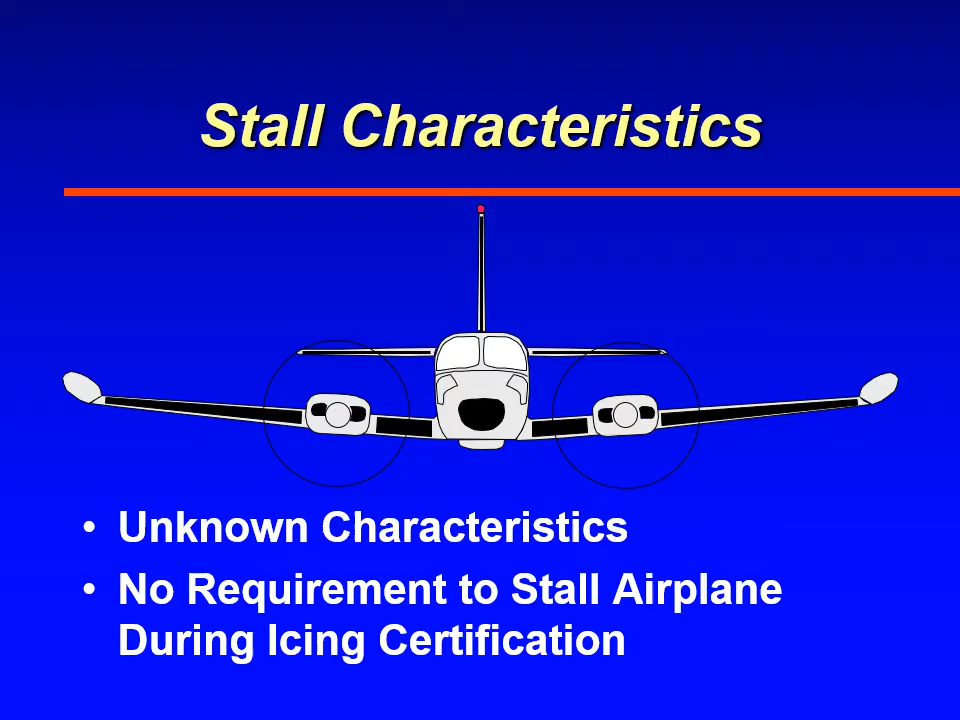 Stall Characteristics
• Unknown Characteristics
• No Requirement to Stall Airplane
During Icing Certification